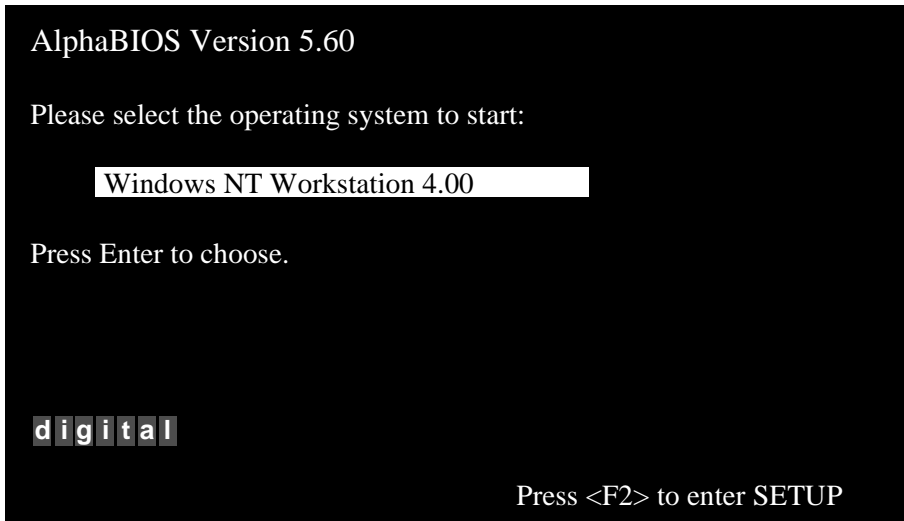 AlphaBIOS Version 5.60
Please select the operating system to start:
Windows NT Workstation 4.00
Press Enter to choose.
digital
Press <F2> to enter SETUP